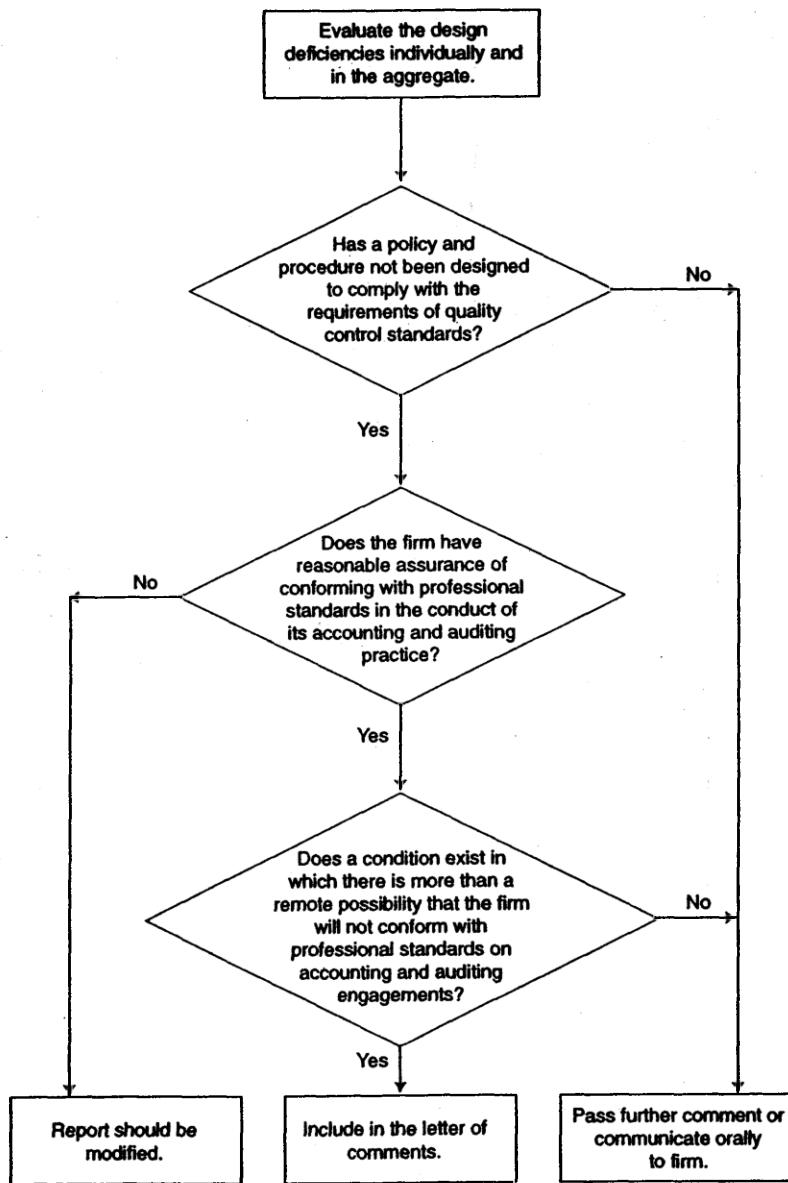 Evaluate the design
deficiencies individually and
in the aggregate.
Has a policy and
procedure not been designed
to comply with the
requirements of quality
control standards?
No
Yes
Does the firm have
reasonable assurance of
conforming with professional
standards in the conduct of
its accounting and auditing
practice?
No
Yes
Does a condition exist in
which there is more than a
remote possibility that the firm
will not conform with
professional standards on
accounting and auditing
engagements?
No
Yes
Report should be
modified.
Include in the letter of
comments.
Pass further comment or
communicate orally
to firm.